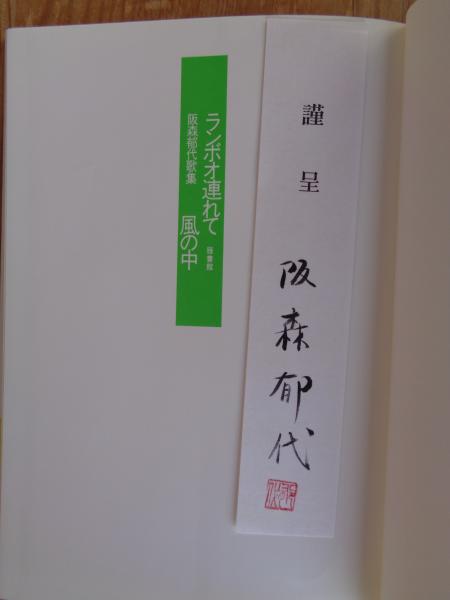 謹呈
阪森郁代
ランボオ連れて
風の中
阪森郁代歌集